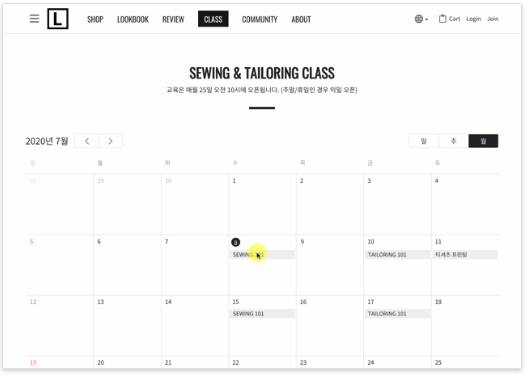 L SHOP LOOKBOOK REVIEW CLASS COMMUNITY ABOUT Cart Login Join
SEWING & TAILORING CLASS
교육은 매월 25일 오전 10시에 오픈됩니다. (주말/휴일인 경우 익일 오픈)
2020년 7월 < > 일 주 월
일 월 화 수 목 금 토
28 29 30 1 2 3 4
5 6 7 8 9 10 11
SEWING 101 TAILORING 101 티셔츠 프린팅
12 13 14 15 16 17 18
SEWING 101 TAILORING 101
19 20 21 22 23 24 25